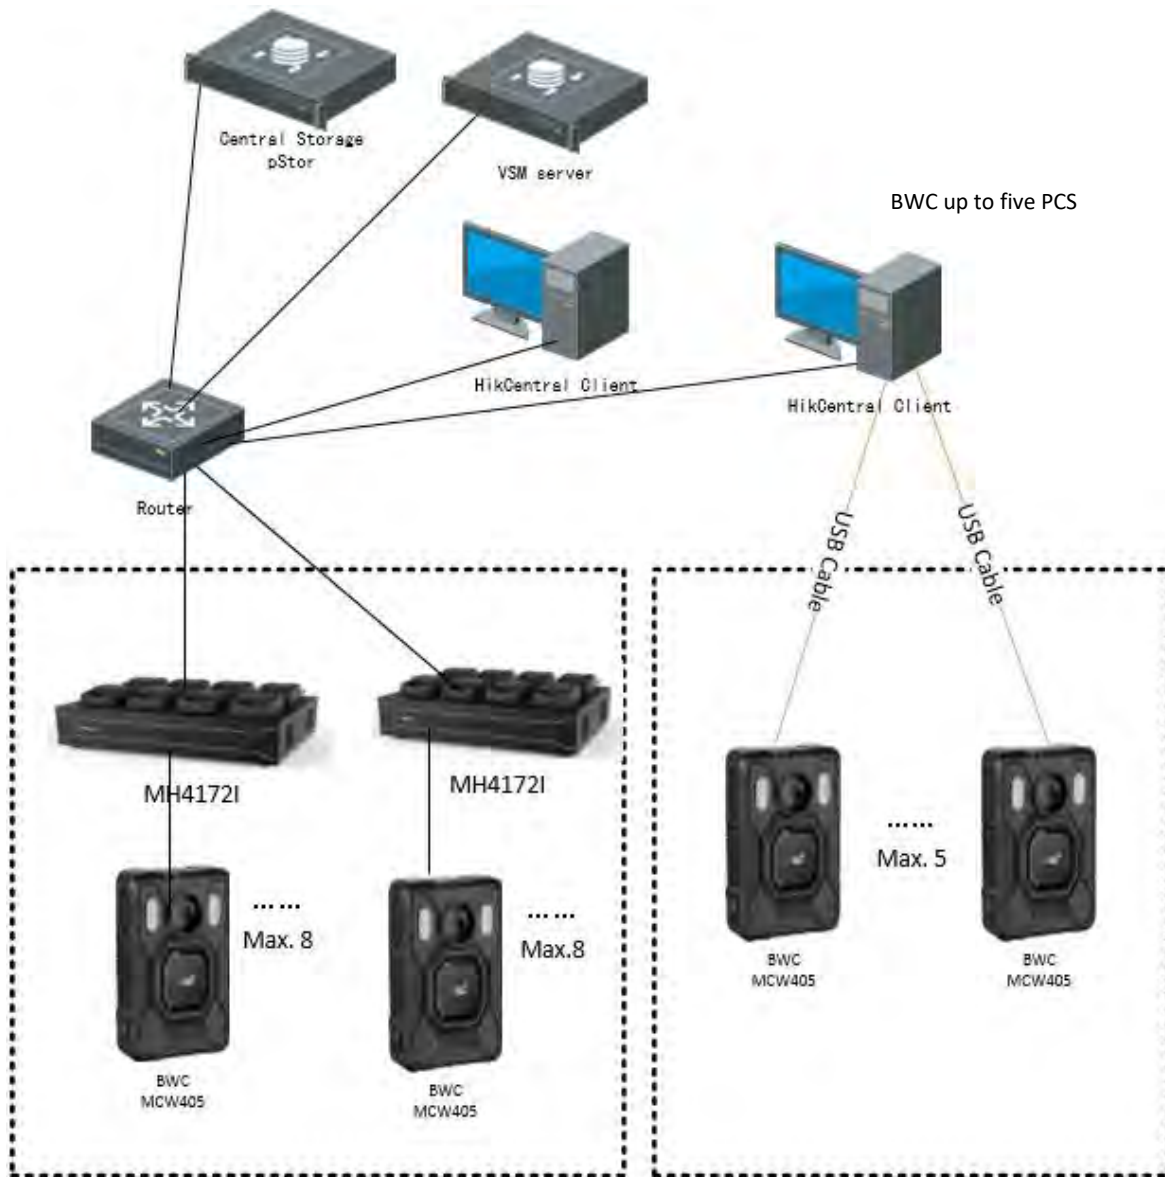 Central Storage
pStor
VSM server
BWC up to five PCS
HikCentral Client
HikCentral Client
Router
USB Cable
USB Cable
MH4172I
MH4172I
…… 
Max. 8
……
Max.8
……
Max. 5
BWC
MCW405
BWC
MCW405
BWC
MCW405
BWC
MCW405